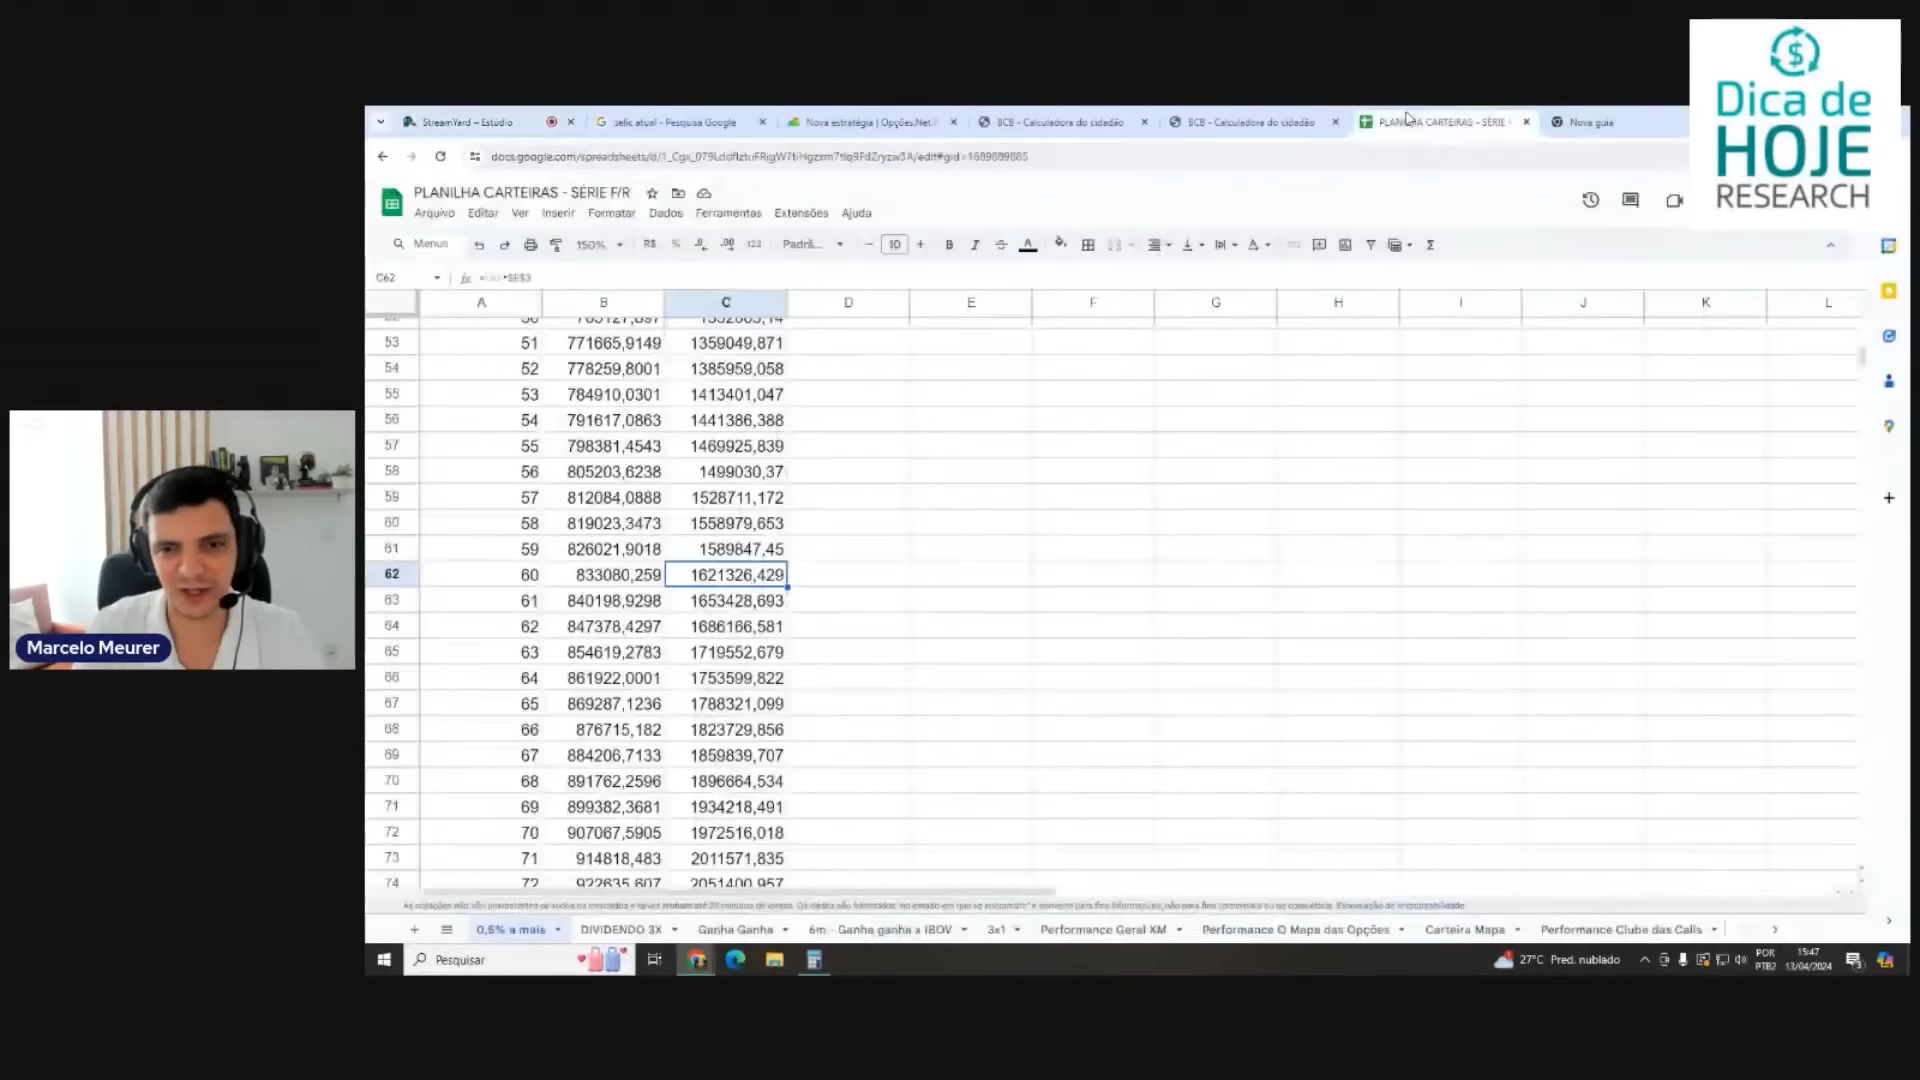 Dica de
HOJE
RESEARCH
StreamYard – Estúdio
selic atual - Pesquisa Google
Nova estratégia | Opções.Net.B
BCB - Calculadora do cidadão
BCB - Calculadora do cidadão
PLANILHA CARTEIRAS - SÉRIE
Nova guia
PLANILHA CARTEIRAS - SÉRIE F/R
Arquivo Editar Ver Inserir Formatar Dados Ferramentas Extensões Ajuda
Menus 150% R$ % 123 Padrã... 10 B I A Σ
C62
A B C D E F G H I J K L
53 51 771665,9149 1359049,871
54 52 778259,8001 1385959,058
55 53 784910,0301 1413401,047
56 54 791617,0863 1441386,388
57 55 798381,4543 1469925,839
58 56 805203,6238 1499030,37
59 57 812084,0888 1528711,172
60 58 819023,3473 1558979,653
61 59 826021,9018 1589847,45
62 60 833080,259 1621326,429
63 61 840198,9298 1653428,693
64 62 847378,4297 1686166,581
65 63 854619,2783 1719552,679
66 64 861922,0001 1753599,822
67 65 869287,1236 1788321,099
68 66 876715,182 1823729,856
69 67 884206,7133 1859839,707
70 68 891762,2596 1896664,534
71 69 899382,3681 1934218,491
72 70 907067,5905 1972516,018
73 71 914818,483 2011571,835
74 72 922635,607 2051400,957
Marcelo Meurer
0,5% a mais DIVIDENDO 3X Ganha Ganha 6m - Ganha ganha x IBOV 3x1 Performance Geral XM Performance O Mapa das Opções Carteira Mapa Performance Clube das Calls
Pesquisar
27°C Pred. nublado
POR
PTB2
15:47
13/04/2024